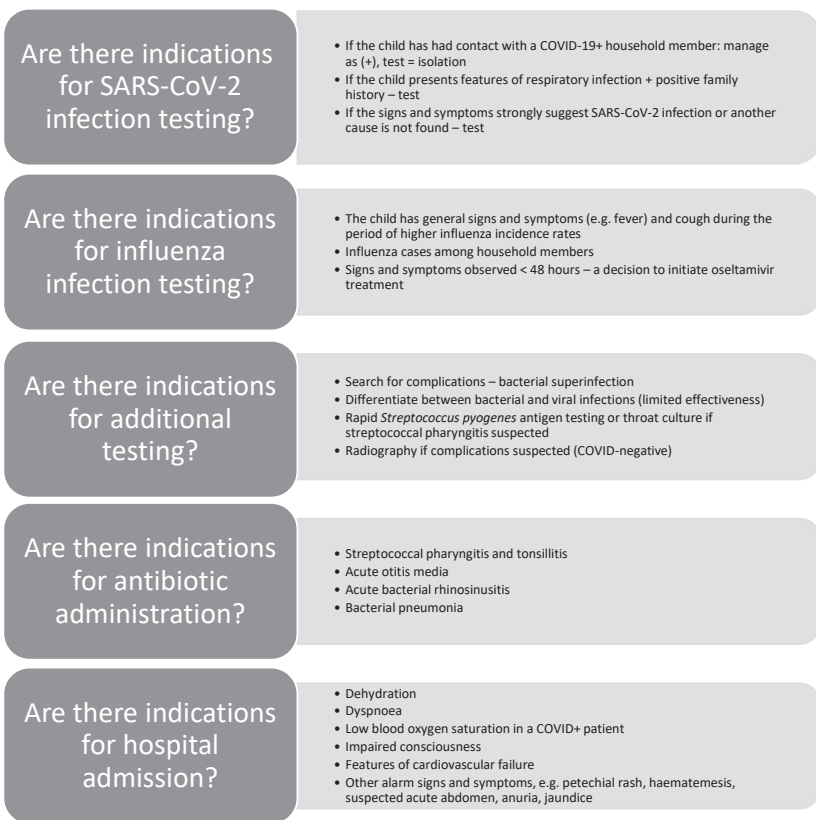 Are there indications
for SARS-CoV-2
infection testing?
• If the child has had contact with a COVID-19+ household member: manage
as (+), test = isolation
• If the child presents features of respiratory infection + positive family
history – test
• If the signs and symptoms strongly suggest SARS-CoV-2 infection or another
cause is not found – test
Are there indications
for influenza
infection testing?
• The child has general signs and symptoms (e.g. fever) and cough during the
period of higher influenza incidence rates
• Influenza cases among household members
• Signs and symptoms observed < 48 hours – a decision to initiate oseltamivir
treatment
Are there indications
for additional
testing?
• Search for complications – bacterial superinfection
• Differentiate between bacterial and viral infections (limited effectiveness)
• Rapid Streptococcus pyogenes antigen testing or throat culture if
streptococcal pharyngitis suspected
• Radiography if complications suspected (COVID-negative)
Are there indications
for antibiotic
administration?
• Streptococcal pharyngitis and tonsillitis
• Acute otitis media
• Acute bacterial rhinosinusitis
• Bacterial pneumonia
Are there indications
for hospital
admission?
• Dehydration
• Dyspnoea
• Low blood oxygen saturation in a COVID+ patient
• Impaired consciousness
• Features of cardiovascular failure
• Other alarm signs and symptoms, e.g. petechial rash, haematemesis,
suspected acute abdomen, anuria, jaundice